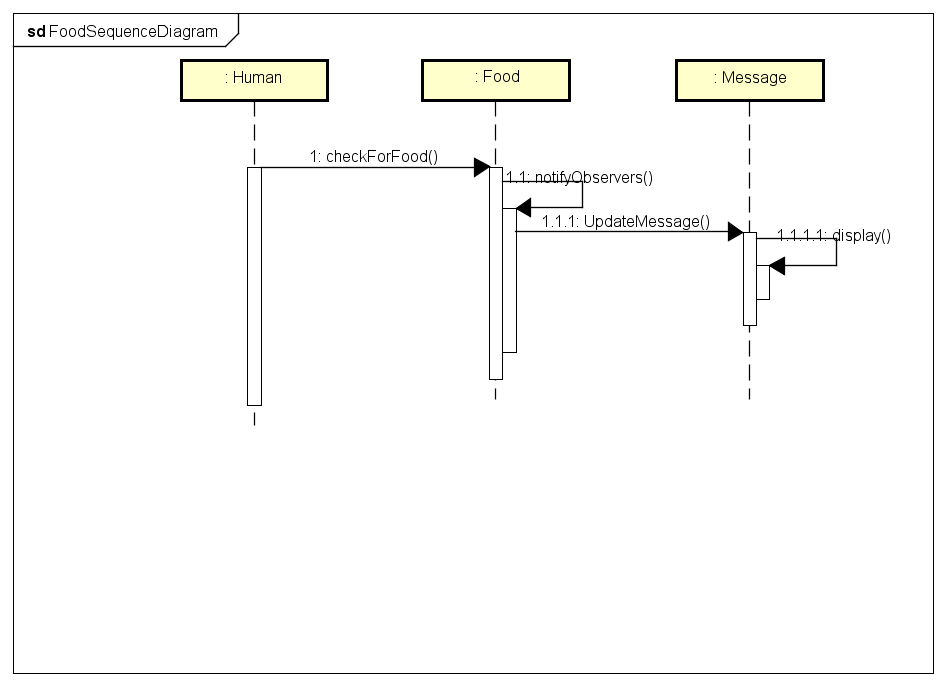 sd FoodSequenceDiagram
: Human
: Food
: Message
1: checkForFood()
1.1: notifyObservers()
1.1.1: UpdateMessage()
1.1.1.1: display()